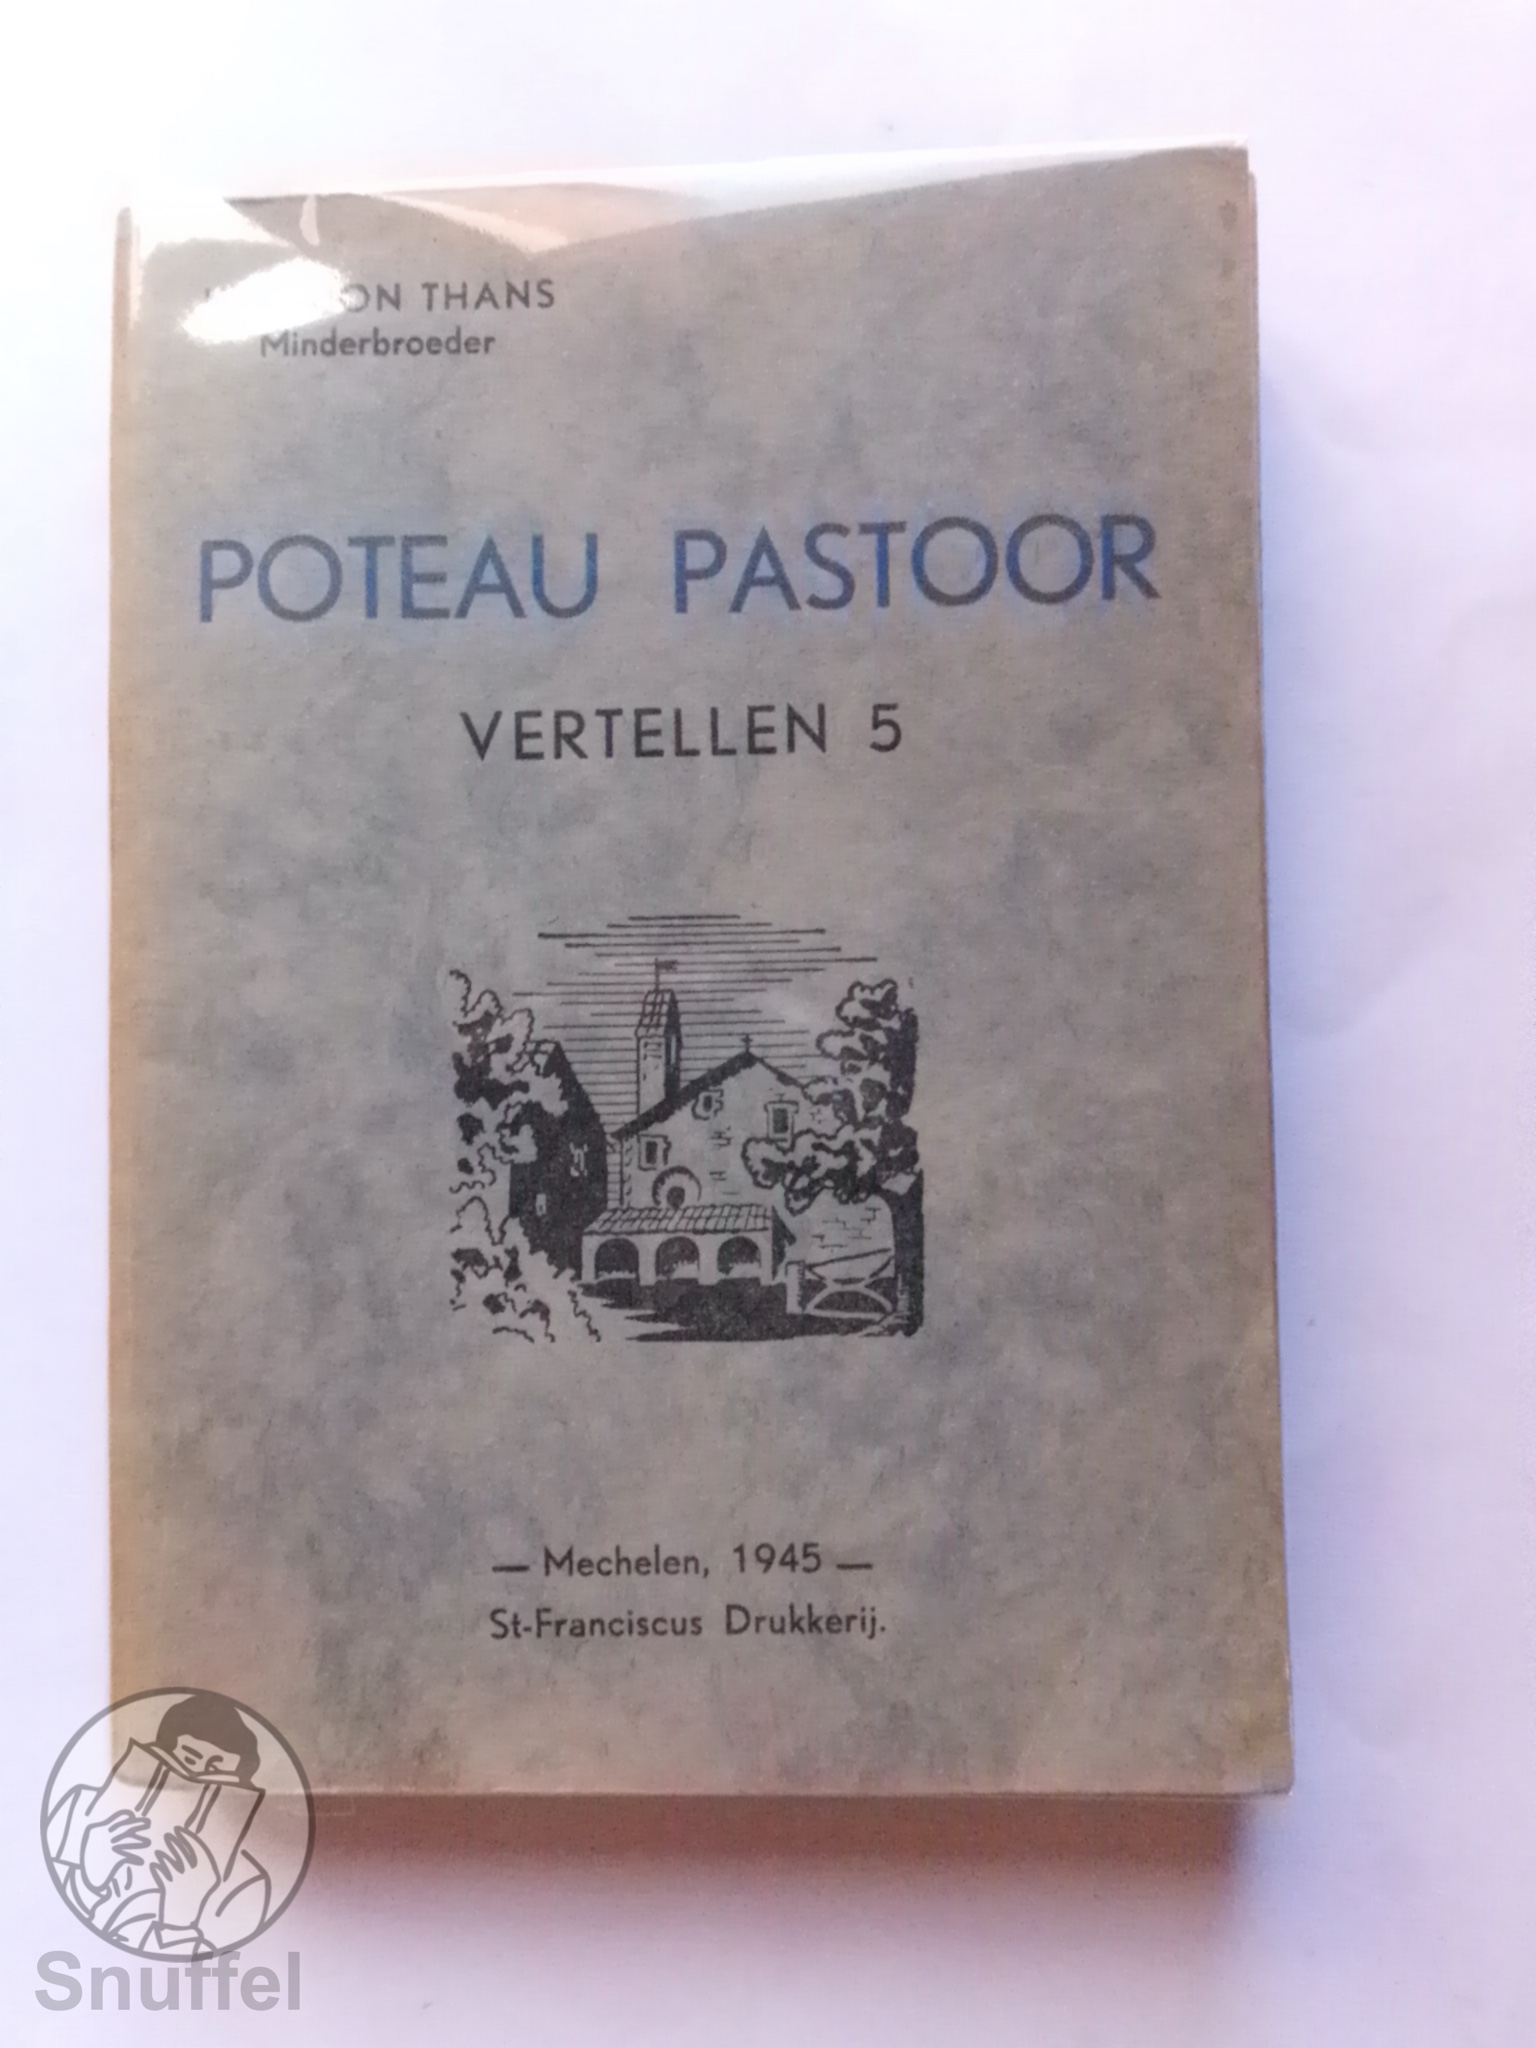 THANS
Minderbroeder
POTEAU PASTOOR
VERTELLEN 5
— Mechelen, 1945 —
St-Franciscus Drukkerij.
Snuffel